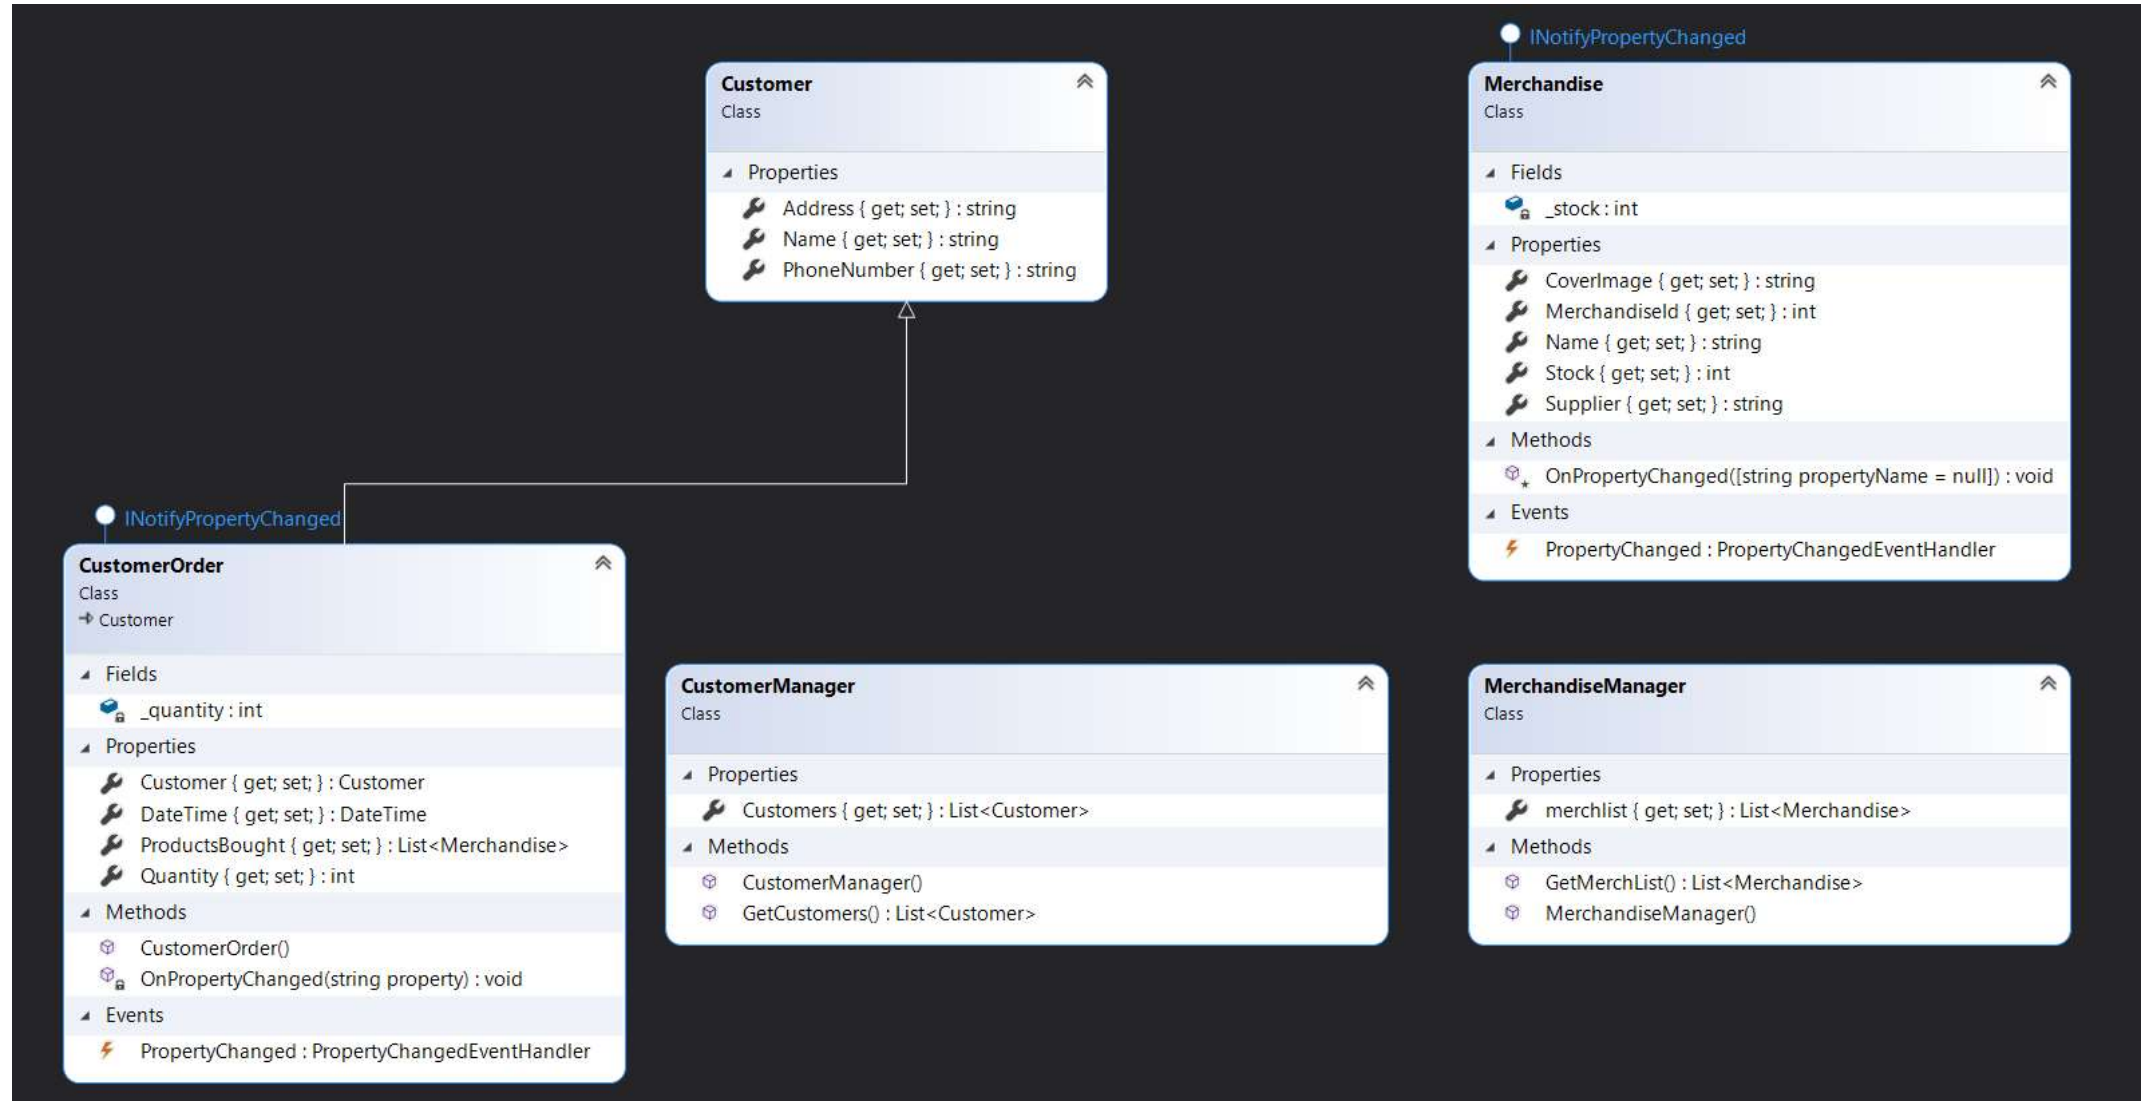 Customer
Class
Properties
Address { get; set; } : string
Name { get; set; } : string
PhoneNumber { get; set; } : string
INotifyPropertyChanged
Merchandise
Class
Fields
_stock : int
Properties
CoverImage { get; set; } : string
MerchandiseId { get; set; } : int
Name { get; set; } : string
Stock { get; set; } : int
Supplier { get; set; } : string
Methods
OnPropertyChanged([string propertyName = null]) : void
Events
PropertyChanged : PropertyChangedEventHandler
INotifyPropertyChanged
CustomerOrder
Class
Customer
Fields
_quantity : int
Properties
Customer { get; set; } : Customer
DateTime { get; set; } : DateTime
ProductsBought { get; set; } : List<Merchandise>
Quantity { get; set; } : int
Methods
CustomerOrder()
OnPropertyChanged(string property) : void
Events
PropertyChanged : PropertyChangedEventHandler
CustomerManager
Class
Properties
Customers { get; set; } : List<Customer>
Methods
CustomerManager()
GetCustomers() : List<Customer>
MerchandiseManager
Class
Properties
merchlist { get; set; } : List<Merchandise>
Methods
GetMerchList() : List<Merchandise>
MerchandiseManager()